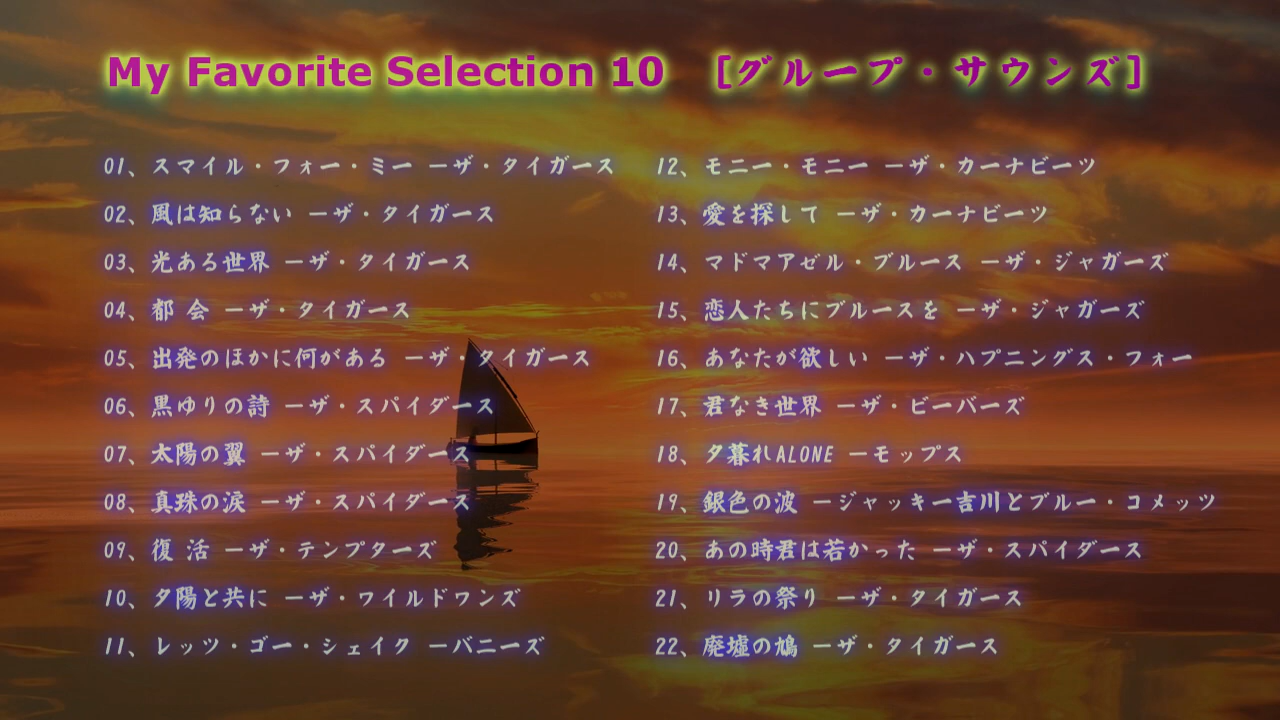 My Favorite Selection 10 [グループ・サウンズ]
01、スマイル・フォー・ミー ーザ・タイガース
02、風は知らない ーザ・タイガース
03、光ある世界 ーザ・タイガース
04、都 会 ーザ・タイガース
05、出発のほかに何がある ーザ・タイガース
06、黒ゆりの詩 ーザ・スパイダース
07、太陽の翼 ーザ・スパイダース
08、真珠の涙 ーザ・スパイダース
09、復 活 ーザ・テンプターズ
10、夕陽と共に ーザ・ワイルドワンズ
11、レッツ・ゴー・シェイク ーバニーズ
12、モニー・モニー ーザ・カーナビーツ
13、愛を探して ーザ・カーナビーツ
14、マドマアゼル・ブルース ーザ・ジャガーズ
15、恋人たちにブルースを ーザ・ジャガーズ
16、あなたが欲しい ーザ・ハプニングス・フォー
17、君なき世界 ーザ・ビーバーズ
18、夕暮れALONE ーモップス
19、銀色の波 ージャッキー吉川とブルー・コメッツ
20、あの時君は若かった ーザ・スパイダース
21、リラの祭り ーザ・タイガース
22、廃墟の鳩 ーザ・タイガース